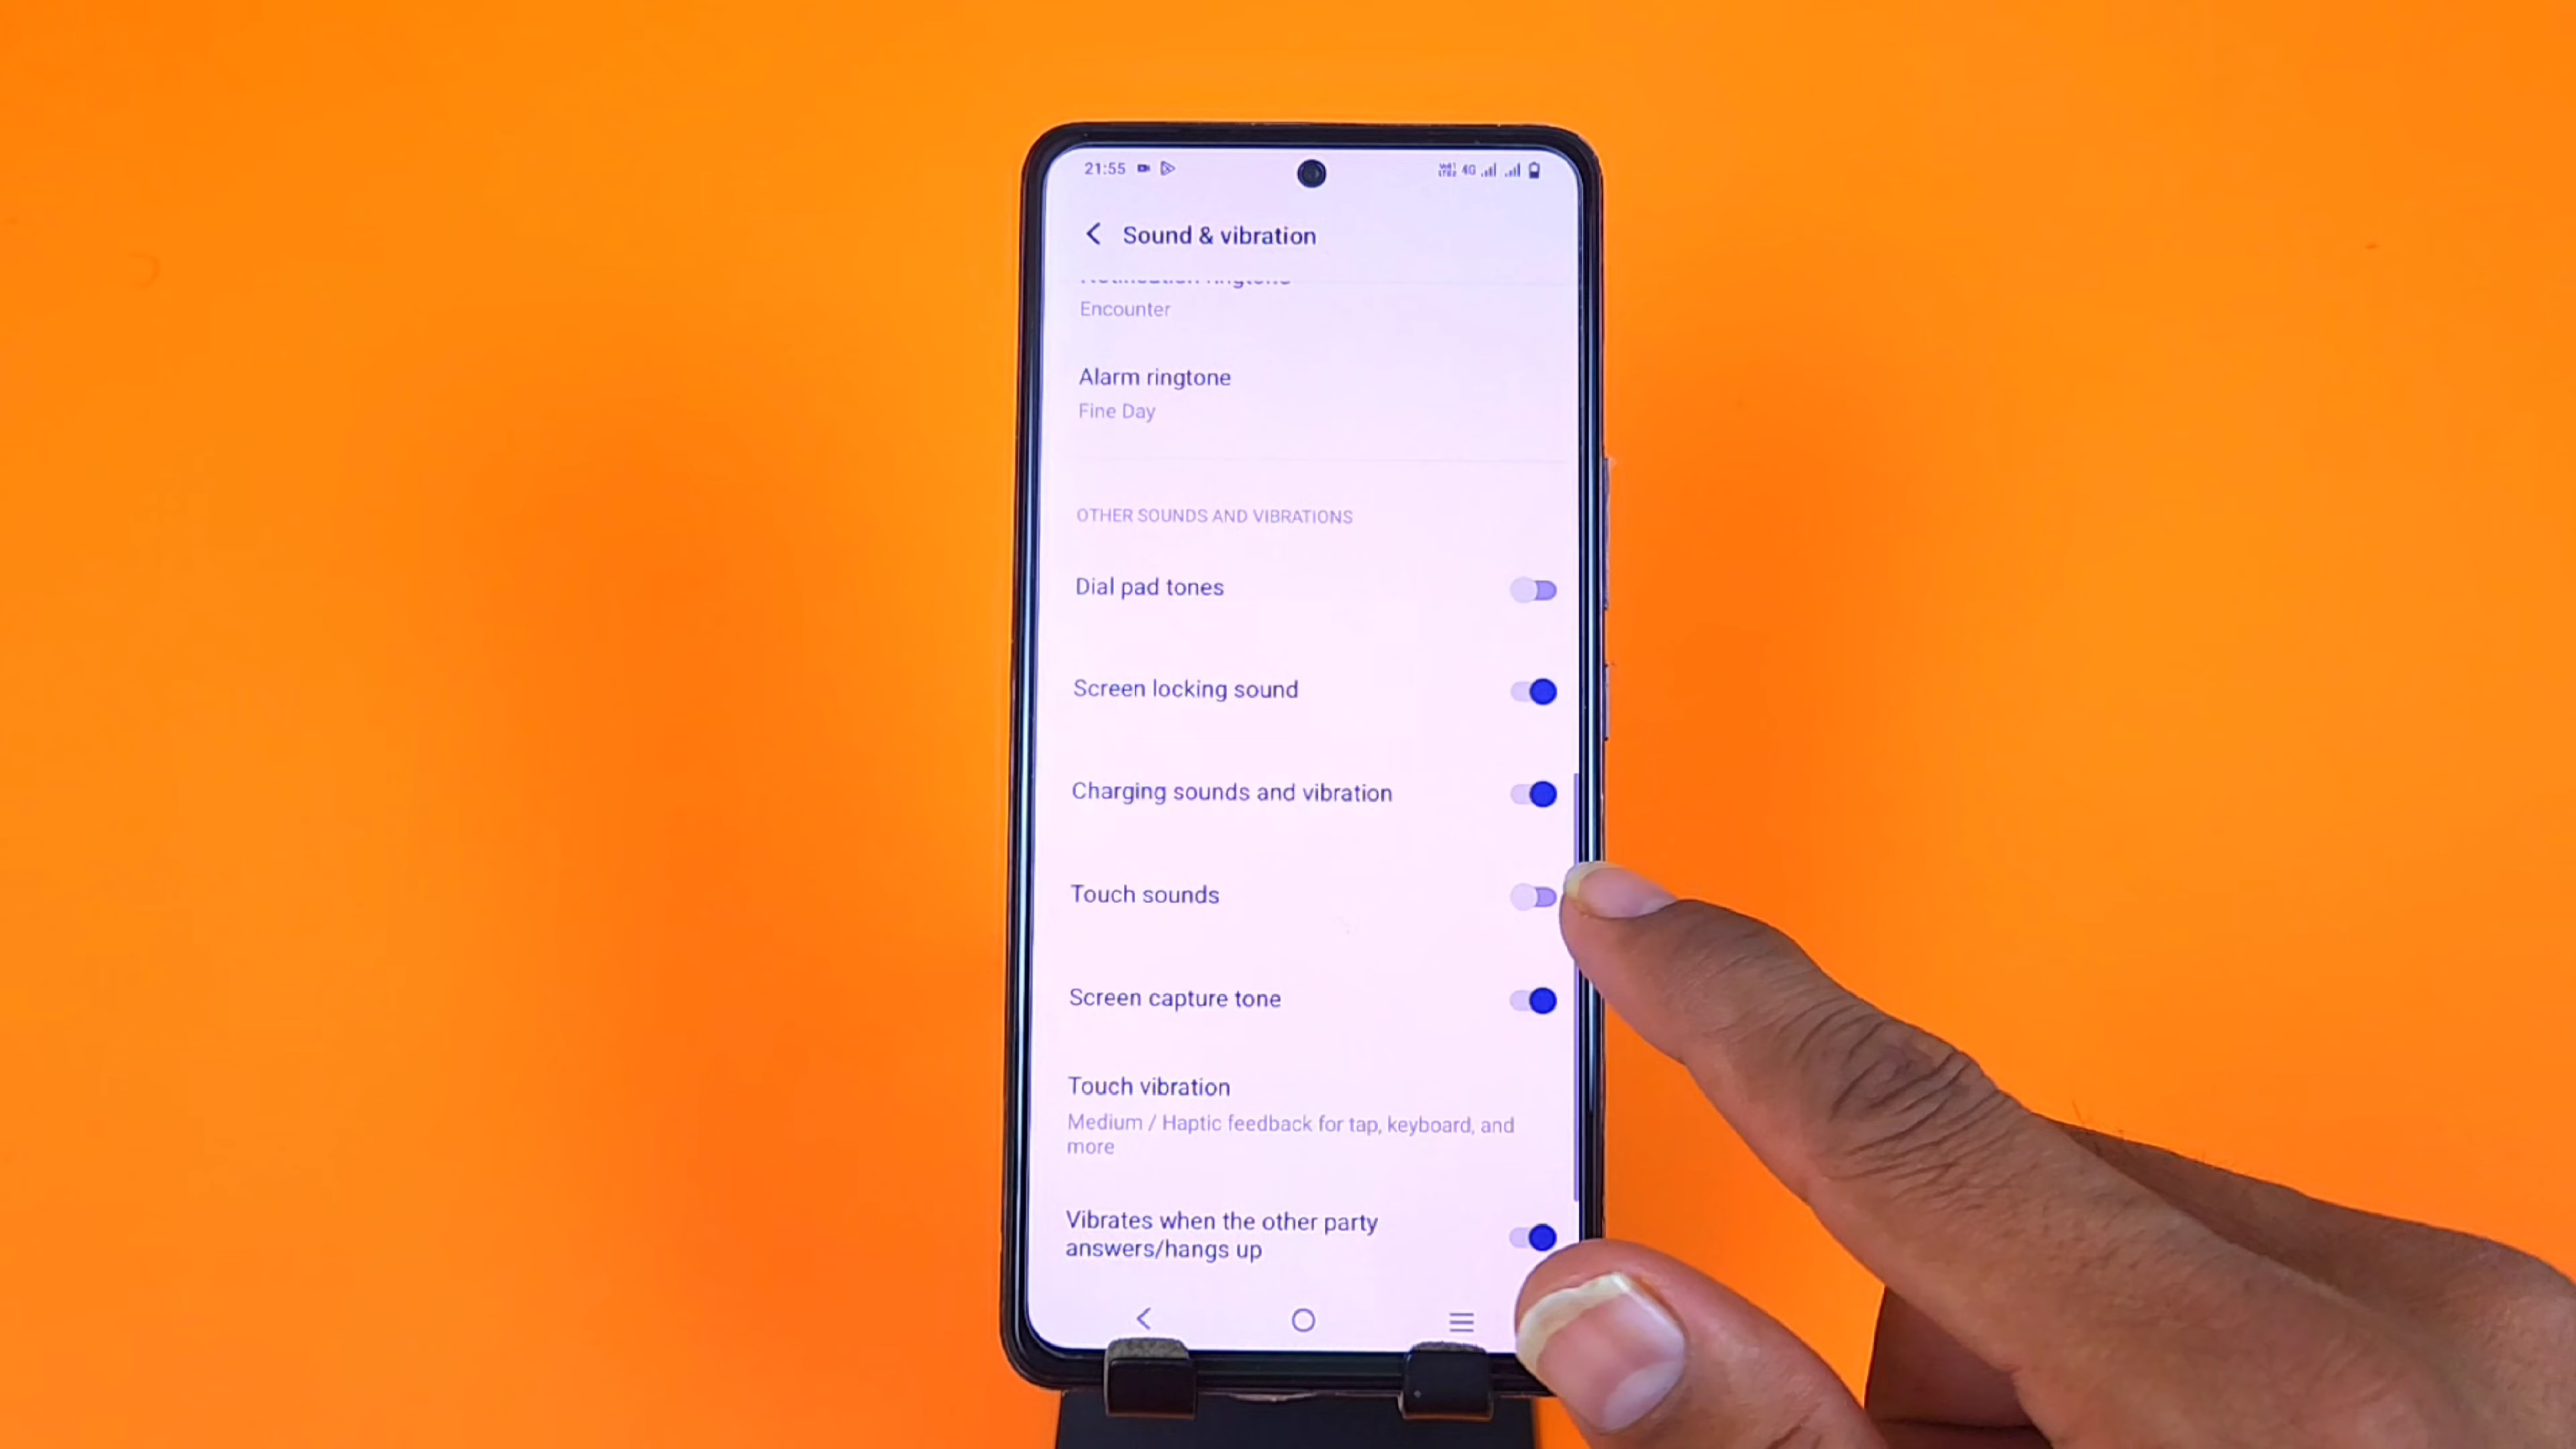 21:55
4G
Sound & vibration
Encounter
Alarm ringtone
Fine Day
OTHER SOUNDS AND VIBRATIONS
Dial pad tones
Screen locking sound
Charging sounds and vibration
Touch sounds
Screen capture tone
Touch vibration
Medium / Haptic feedback for tap, keyboard, and
more
Vibrates when the other party
answers/hangs up